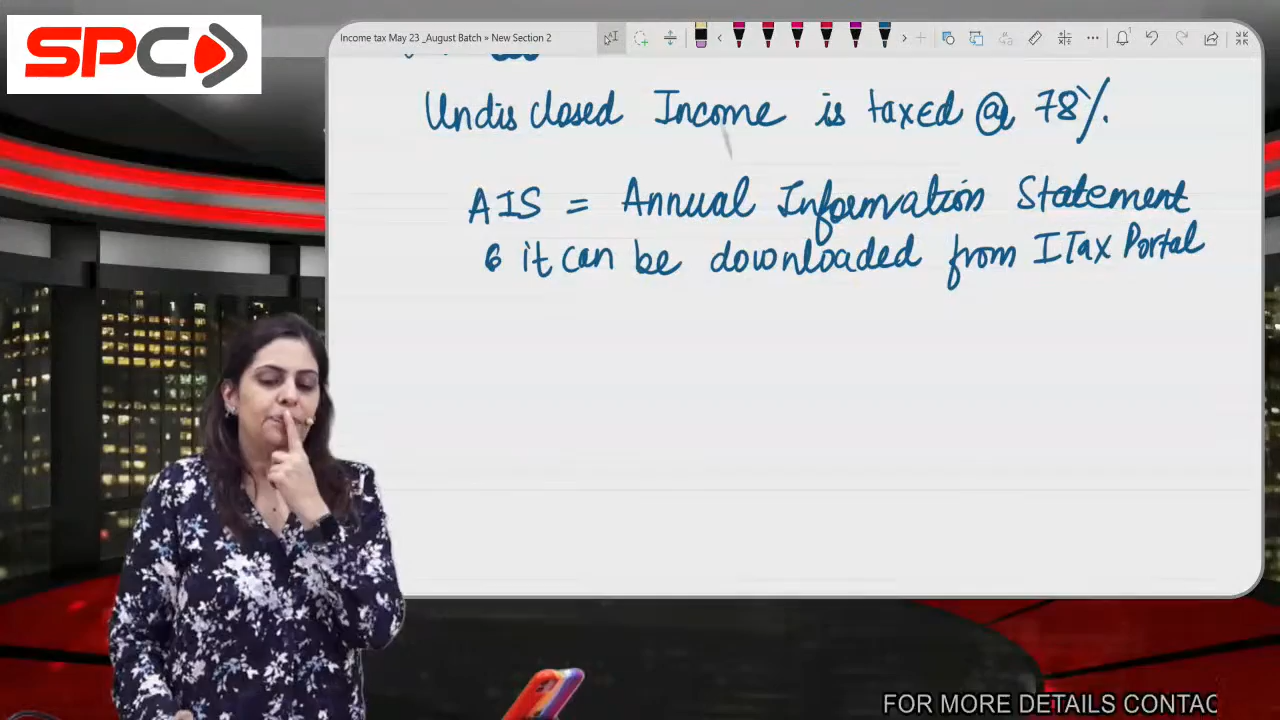 SPC
Income tax May 23 _August Batch » New Section 2
Undisclosed Income is taxed @ 78%.
AIS = Annual Information Statement
it can be downloaded from ITax Portal
FOR MORE DETAILS CONTAC